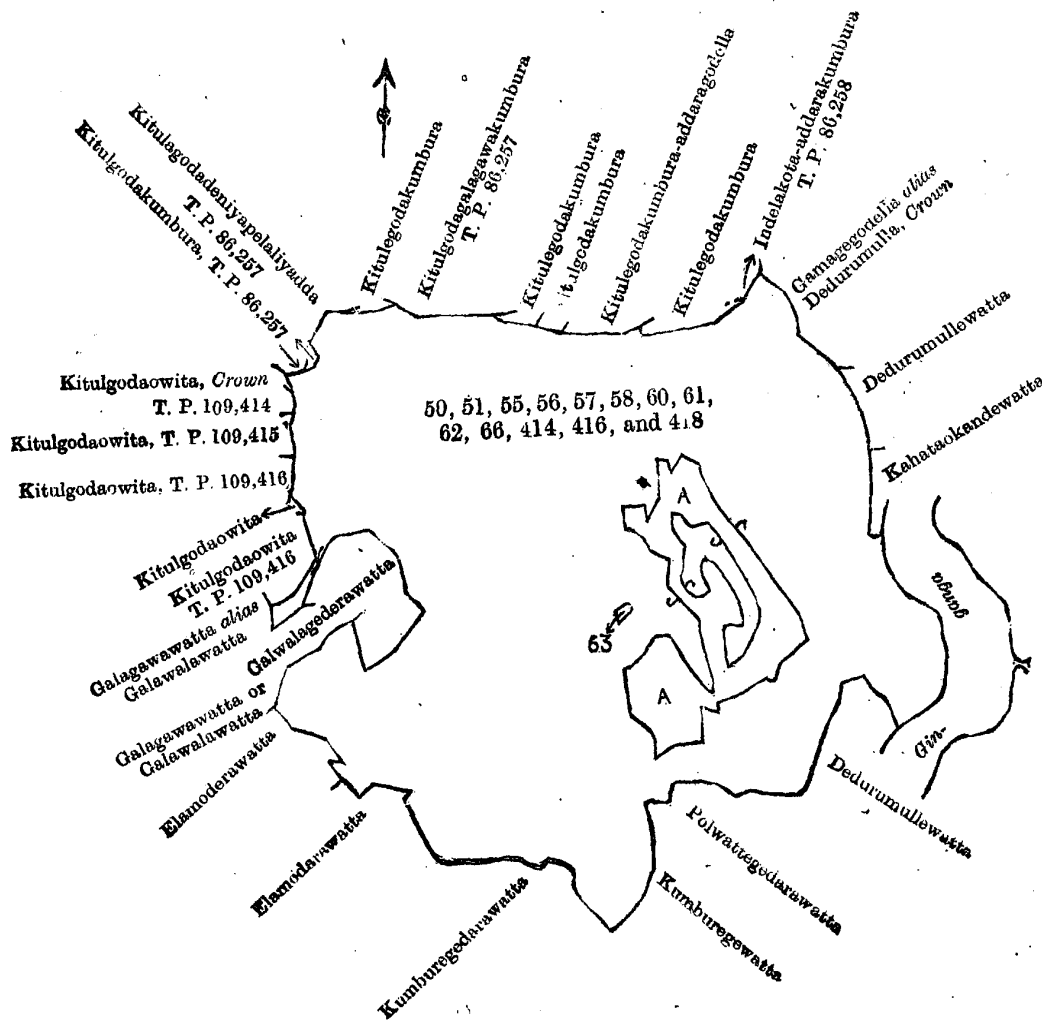 Kitulagodadeniyapelaliyadda
T. P. 86,257
Kitulgodakumbura, T. P. 86,257
Kitulegodakumbura
Kitulgodagalagawakumbura
T. P. 86,257
Kitulegodakumbura
Kitulegodakumbura-addaragodella
Kitulegodakumbura
Indelakota-addarakumbura
T. P. 86,258
Gamagegodella alias
Dedurumulla, Crown
Dedurumullewatta
Kahataokandewatta
Kitulgodaowita, Crown
T. P. 109,414
Kitulgodaowita, T. P. 109,415
Kitulgodaowita, T. P. 109,416
Kitulgodaowita
Kitulgodaowita
T. P. 109,416
Galagawawatta alias
Galawalawatta
Galwalagederawatta
Galagawawatta or
Galawalawatta
Elamoderawatta
Elamodarawatta
Kumburegedarawatta
Kumburegewatta
Polwattegedarawatta
Dedurumullewatta
Gin-
ganga
50, 51, 55, 56, 57, 58, 60, 61,
62, 66, 414, 416, and 418
A
63
A